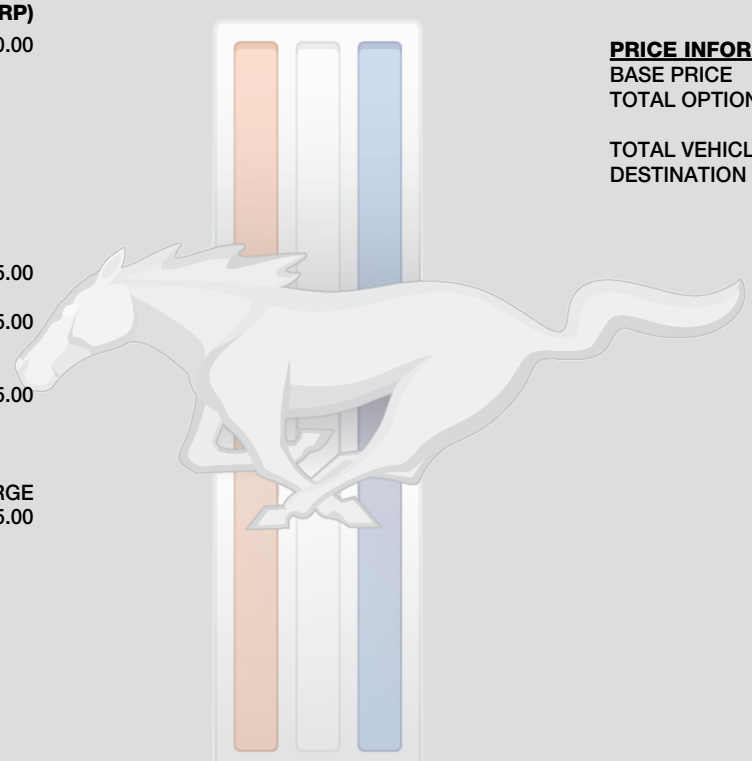 RP)
0.00
5.00
5.00
5.00
RGE
5.00
PRICE INFOR
BASE PRICE
TOTAL OPTION
TOTAL VEHICL
DESTINATION